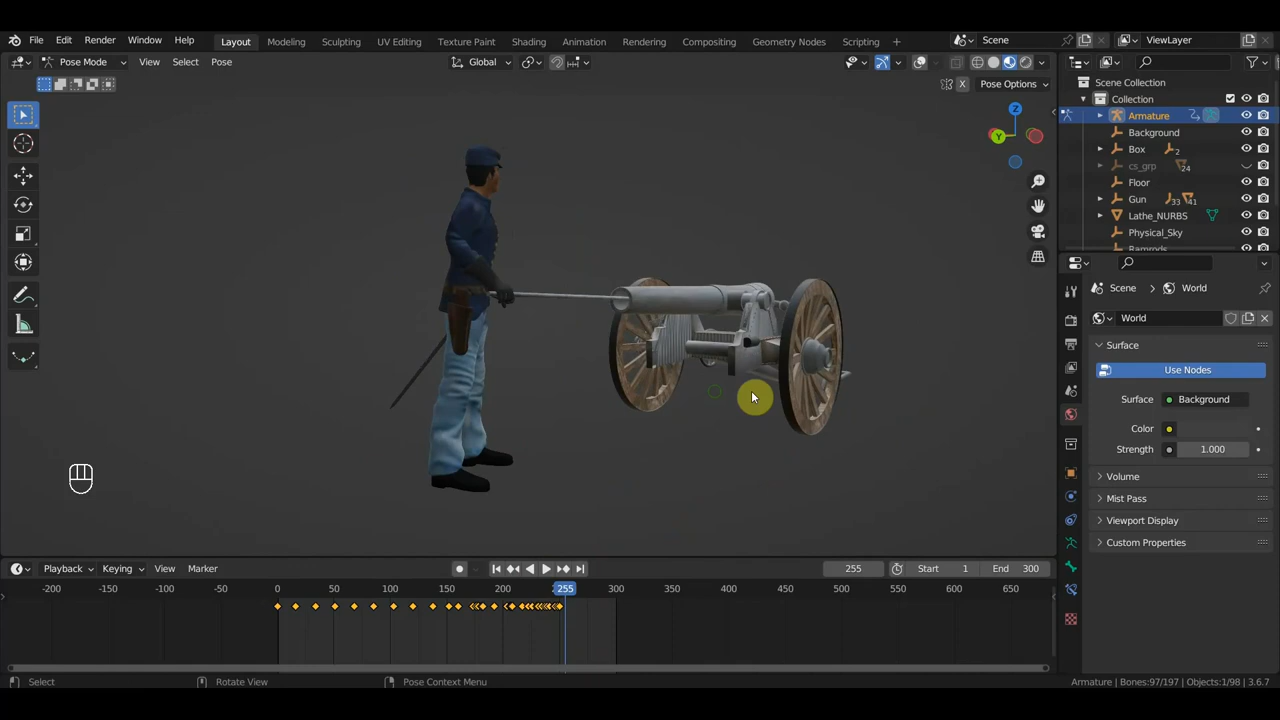 File Edit Render Window Help Layout Modeling Sculpting UV Editing Texture Paint Shading Animation Rendering Compositing Geometry Nodes Scripting + Scene ViewLayer
Pose Mode View Select Pose Global
X Pose Options
Scene Collection
Collection
Armature
Background
Box 2
cs_grp 24
Floor
Gun 33 41
Lathe_NURBS
Physical_Sky
Ramrods
Z
Y
Scene World
World
Surface
Use Nodes
Surface Background
Color
Strength 1.000
Volume
Mist Pass
Viewport Display
Custom Properties
Playback Keying View Marker 255 Start 1 End 300
-200 -150 -100 -50 0 50 100 150 200 255 300 350 400 450 500 550 600 650
Select Rotate View Pose Context Menu Armature | Bones:97/197 | Objects:1/98 | 3.6.7